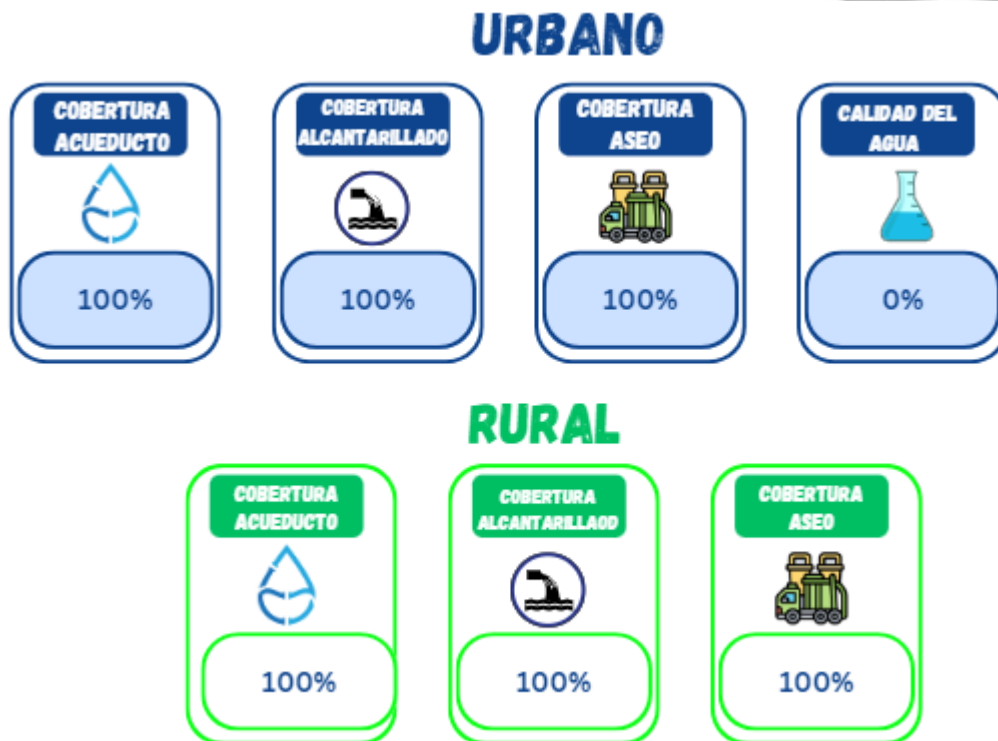 URBANO
COBERTURA
ACUEDUCTO
COBERTURA
ALCANTARILLADO
COBERTURA
ASEO
CALIDAD DEL
AGUA
100%
100%
100%
0%
RURAL
COBERTURA
ACUEDUCTO
COBERTURA
ALCANTARILLAOD
COBERTURA
ASEO
100%
100%
100%